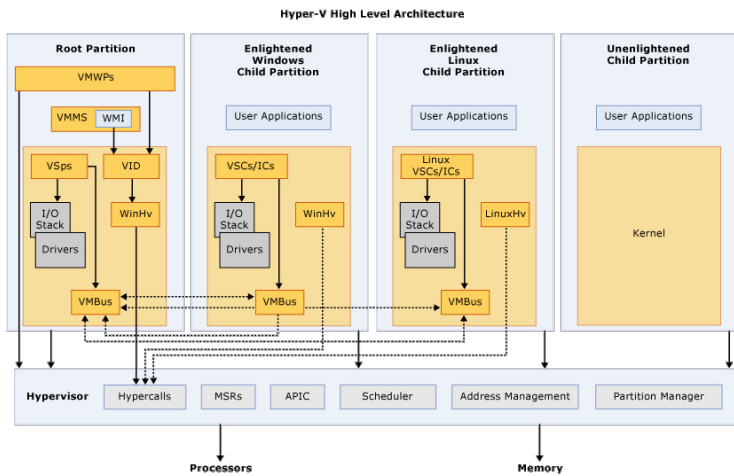 Hyper-V High Level Architecture
Root Partition
VMWPs
VMMS
WMI
VSps
VID
I/O
Stack
Drivers
WinHv
VMBus
Enlightened
Windows
Child Partition
User Applications
VSCs/ICs
I/O
Stack
Drivers
WinHv
VMBus
Enlightened
Linux
Child Partition
User Applications
Linux
VSCs/ICs
I/O
Stack
Drivers
LinuxHv
VMBus
Unenlightened
Child Partition
User Applications
Kernel
Hypervisor
Hypercalls
MSRs
APIC
Scheduler
Address Management
Partition Manager
Processors
Memory